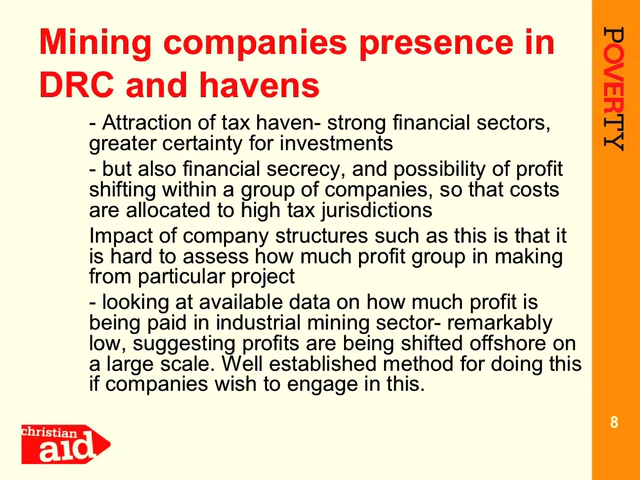 Mining companies presence in
DRC and havens
- Attraction of tax haven- strong financial sectors,
greater certainty for investments
- but also financial secrecy, and possibility of profit
shifting within a group of companies, so that costs
are allocated to high tax jurisdictions
Impact of company structures such as this is that it
is hard to assess how much profit group in making
from particular project
- looking at available data on how much profit is
being paid in industrial mining sector- remarkably
low, suggesting profits are being shifted offshore on
a large scale. Well established method for doing this
if companies wish to engage in this.
POVERTY
8
christian
aid